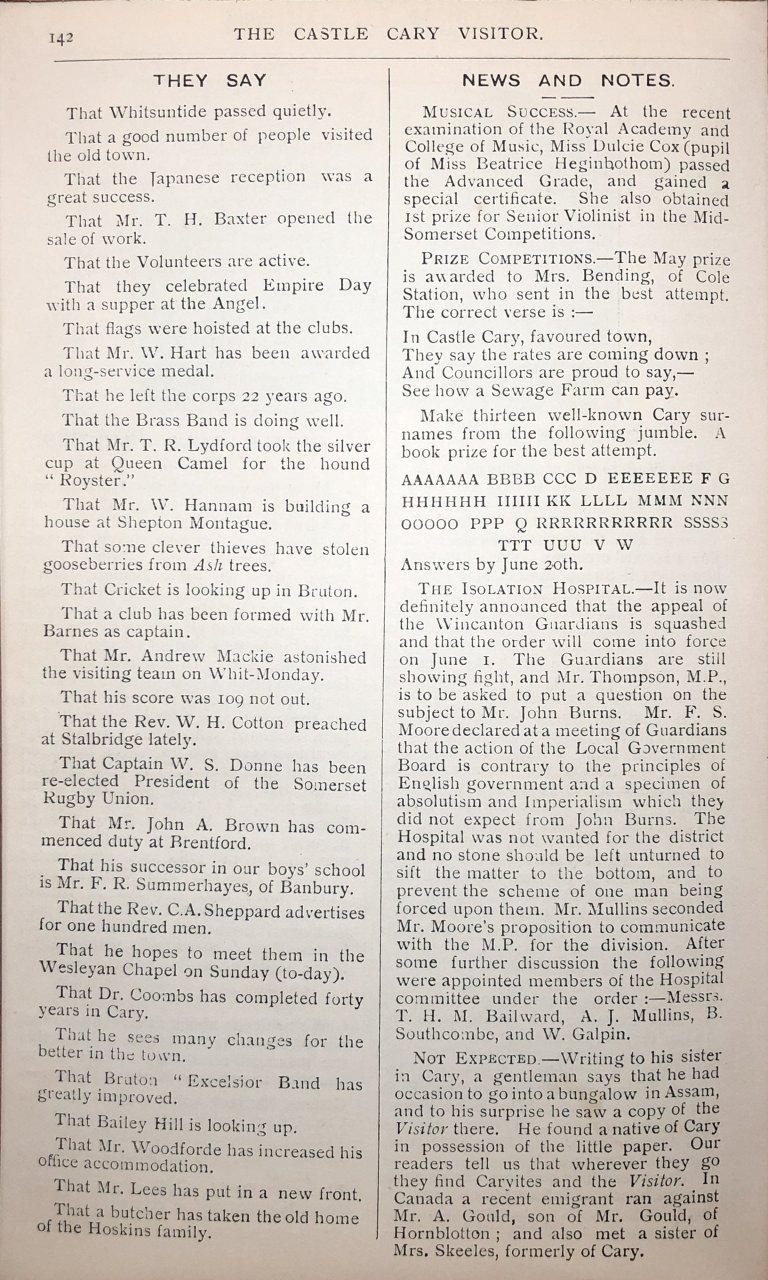 142
THE CASTLE CARY VISITOR.
THEY SAY
That Whitsuntide passed quietly.
That a good number of people visited
the old town.
That the Japanese reception was a
great success.
That Mr. T. H. Baxter opened the
sale of work.
That the Volunteers are active.
That they celebrated Empire Day
with a supper at the Angel.
That flags were hoisted at the clubs.
That Mr. W. Hart has been awarded
a long-service medal.
That he left the corps 22 years ago.
That the Brass Band is doing well.
That Mr. T. R. Lydford took the silver
cup at Queen Camel for the hound
“ Royster.”
That Mr. W. Hannam is building a
house at Shepton Montague.
That some clever thieves have stolen
gooseberries from Ash trees.
That Cricket is looking up in Bruton.
That a club has been formed with Mr.
Barnes as captain.
That Mr. Andrew Mackie astonished
the visiting team on Whit-Monday.
That his score was 109 not out.
That the Rev. W. H. Cotton preached
at Stalbridge lately.
That Captain W. S. Donne has been
re-elected President of the Somerset
Rugby Union.
That Mr. John A. Brown has com-
menced duty at Brentford.
That his successor in our boys’ school
is Mr. F. R. Summerhayes, of Banbury.
That the Rev. C.A. Sheppard advertises
for one hundred men.
That he hopes to meet them in the
Wesleyan Chapel on Sunday (to-day).
That Dr. Coombs has completed forty
years in Cary.
That he sees many changes for the
better in the town.
That Bruton “ Excelsior Band has
greatly improved.
That Bailey Hill is looking up.
That Mr. Woodforde has increased his
office accommodation.
That Mr. Lees has put in a new front.
That a butcher has taken the old home
of the Hoskins family.
NEWS AND NOTES.
MUSICAL SUCCESS.— At the recent
examination of the Royal Academy and
College of Music, Miss Dulcie Cox (pupil
of Miss Beatrice Heginbothom) passed
the Advanced Grade, and gained a
special certificate. She also obtained
1st prize for Senior Violinist in the Mid-
Somerset Competitions.
PRIZE COMPETITIONS.—The May prize
is awarded to Mrs. Bending, of Cole
Station, who sent in the best attempt.
The correct verse is :—
In Castle Cary, favoured town,
They say the rates are coming down ;
And Councillors are proud to say,—
See how a Sewage Farm can pay.
Make thirteen well-known Cary sur-
names from the following jumble. A
book prize for the best attempt.
AAAAAAA BBBB CCC D EEEEEEE F G
HHHHHH IIIIII KK LLLL MMM NNN
OOOOO PPP Q RRRRRRRRRRRR SSSSS
TTT UUU V W
Answers by June 20th.
THE ISOLATION HOSPITAL.—It is now
definitely announced that the appeal of
the Wincanton Guardians is squashed
and that the order will come into force
on June 1. The Guardians are still
showing fight, and Mr. Thompson, M.P.,
is to be asked to put a question on the
subject to Mr. John Burns. Mr. F. S.
Moore declared at a meeting of Guardians
that the action of the Local Government
Board is contrary to the principles of
English government and a specimen of
absolutism and Imperialism which they
did not expect from John Burns. The
Hospital was not wanted for the district
and no stone should be left unturned to
sift the matter to the bottom, and to
prevent the scheme of one man being
forced upon them. Mr. Mullins seconded
Mr. Moore’s proposition to communicate
with the M.P. for the division. After
some further discussion the following
were appointed members of the Hospital
committee under the order :—Messrs.
T. H. M. Bailward, A. J. Mullins, B.
Southcombe, and W. Galpin.
NOT EXPECTED.—Writing to his sister
in Cary, a gentleman says that he had
occasion to go into a bungalow in Assam,
and to his surprise he saw a copy of the
Visitor there. He found a native of Cary
in possession of the little paper. Our
readers tell us that wherever they go
they find Caryites and the Visitor. In
Canada a recent emigrant ran against
Mr. A. Gould, son of Mr. Gould, of
Hornblotton ; and also met a sister of
Mrs. Skeeles, formerly of Cary.